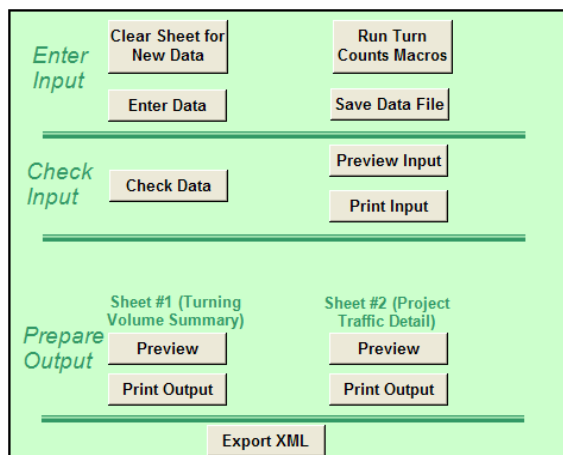 Enter
Input
Clear Sheet for
New Data
Run Turn
Counts Macros
Enter Data
Save Data File
Check
Input
Check Data
Preview Input
Print Input
Prepare
Output
Sheet #1 (Turning
Volume Summary)
Sheet #2 (Project
Traffic Detail)
Preview
Preview
Print Output
Print Output
Export XML